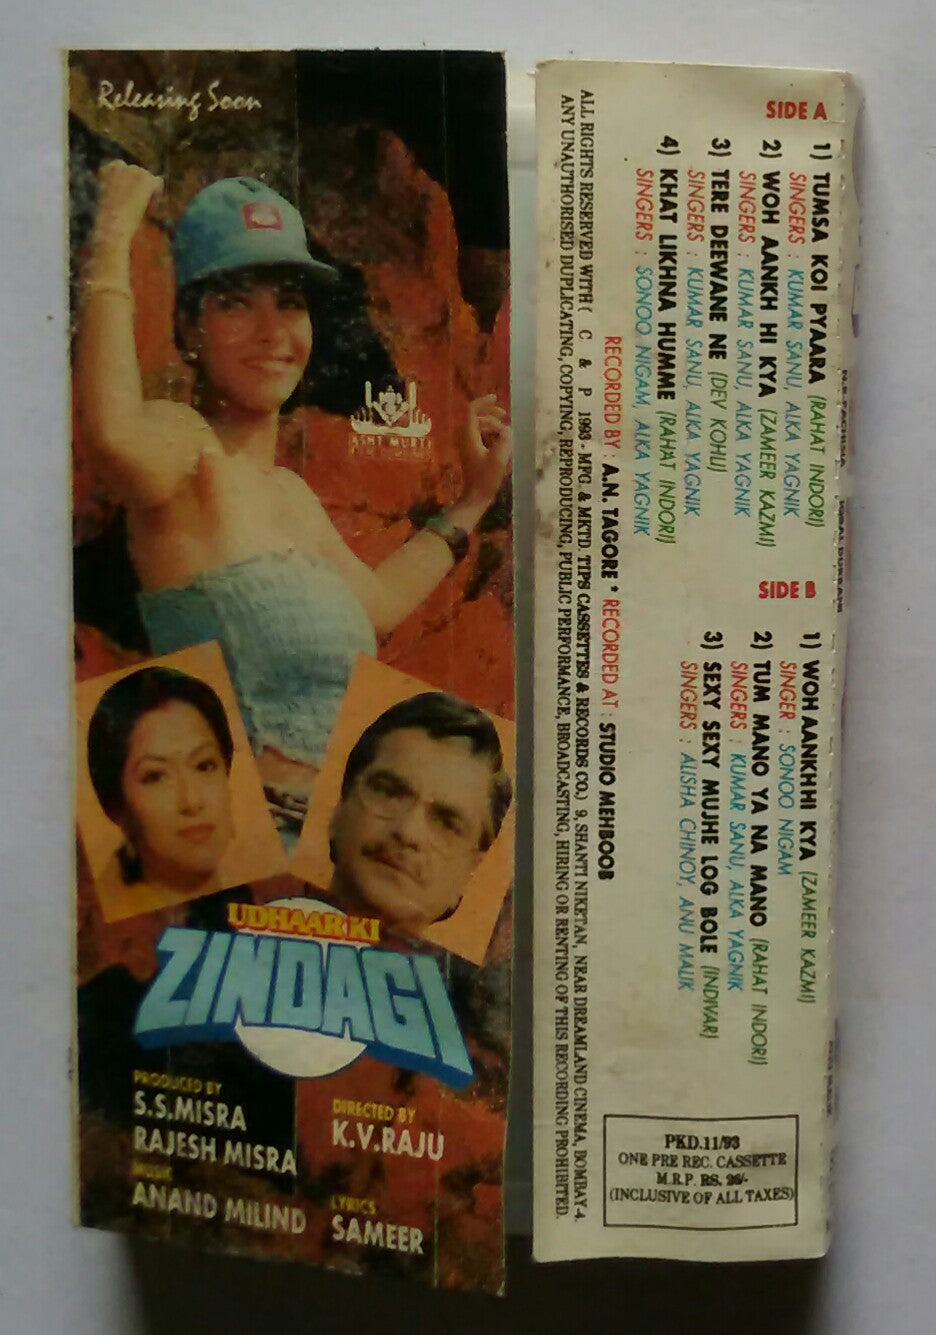 Releasing Soon
ASHT MURTI
UDHAAR KI
ZINDAGI
PRODUCED BY
S.S.MISRA
RAJESH MISRA
DIRECTED BY
K.V.RAJU
MUSIC
ANAND MILIND
LYRICS
SAMEER
SIDE A
1) TUMSA KOI PYAARA (RAHAT INDORI)
SINGERS : KUMAR SANU, ALKA YAGNIK
2) WOH AANKH HI KYA (ZAMEER KAZMI)
SINGERS : KUMAR SANU, ALKA YAGNIK
3) TERE DEEWANE NE (DEV KOHLI)
SINGERS : KUMAR SANU, ALKA YAGNIK
4) KHAT LIKHNA HUMME (RAHAT INDORI)
SINGERS : SONOO NIGAM, ALKA YAGNIK
SIDE B
1) WOH AANKH HI KYA (ZAMEER KAZMI)
SINGER : SONOO NIGAM
2) TUM MANO YA NA MANO (RAHAT INDORI)
SINGERS : KUMAR SANU, ALKA YAGNIK
3) SEXY SEXY MUJHE LOG BOLE (INDIVAR)
SINGERS : ALISHA CHINOY, ANU MALIK
RECORDED BY : A.N. TAGORE * RECORDED AT : STUDIO MEHBOOB
ALL RIGHTS RESERVED WITH ( C & P 1993 - MFG. & MKTD. TIPS CASSETTES & RECORDS CO.) 9, SHANTI NIKETAN, NEAR DREAMLAND CINEMA, BOMBAY-4.
ANY UNAUTHORISED DUPLICATING, COPYING, REPRODUCING, PUBLIC PERFORMANCE, BROADCASTING, HIRING OR RENTING OF THIS RECORDING PROHIBITED.
PKD.11/93
ONE PRE REC. CASSETTE
M.R.P. RS. 26/-
(INCLUSIVE OF ALL TAXES)